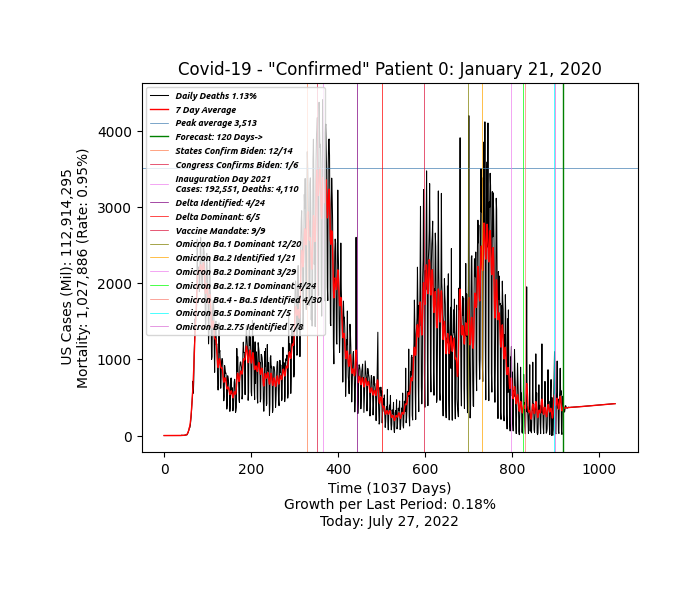 Covid-19 - "Confirmed" Patient 0: January 21, 2020
Daily Deaths 1.13%
7 Day Average
Peak average 3,513
Forecast: 120 Days->
States Confirm Biden: 12/14
Congress Confirms Biden: 1/6
Inauguration Day 2021
Cases: 192,551, Deaths: 4,110
Delta Identified: 4/24
Delta Dominant: 6/5
Vaccine Mandate: 9/9
Omicron Ba.1 Dominant 12/20
Omicron Ba.2 Identified 1/21
Omicron Ba.2 Dominant 3/29
Omicron Ba.2.12.1 Dominant 4/24
Omicron Ba.4 - Ba.5 Identified 4/30
Omicron Ba.5 Dominant 7/5
Omicron Ba.2.75 Identified 7/8
US Cases (Mil): 112,914,295
Mortality: 1,027,886 (Rate: 0.95%)
4000
3000
2000
1000
0
0 200 400 600 800 1000
Time (1037 Days)
Growth per Last Period: 0.18%
Today: July 27, 2022